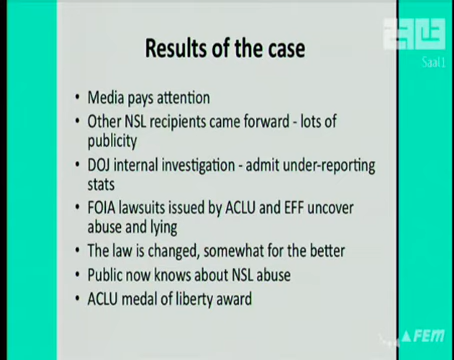 Results of the case
Saal1
• Media pays attention
• Other NSL recipients came forward - lots of
publicity
• DOJ internal investigation - admit under-reporting
stats
• FOIA lawsuits issued by ACLU and EFF uncover
abuse and lying
• The law is changed, somewhat for the better
• Public now knows about NSL abuse
• ACLU medal of liberty award
FEM